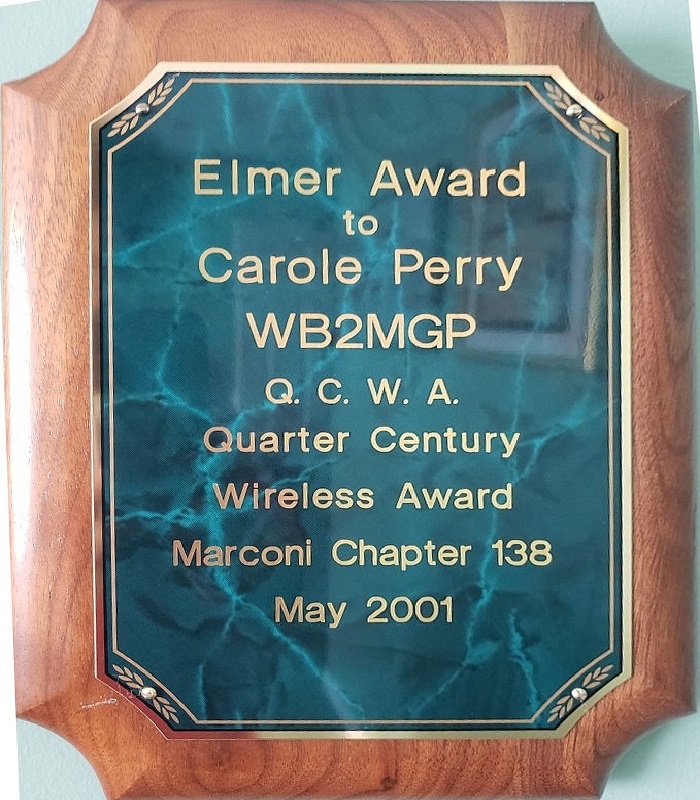 Elmer Award
to
Carole Perry
WB2MGP
Q. C. W. A.
Quarter Century
Wireless Award
Marconi Chapter 138
May 2001